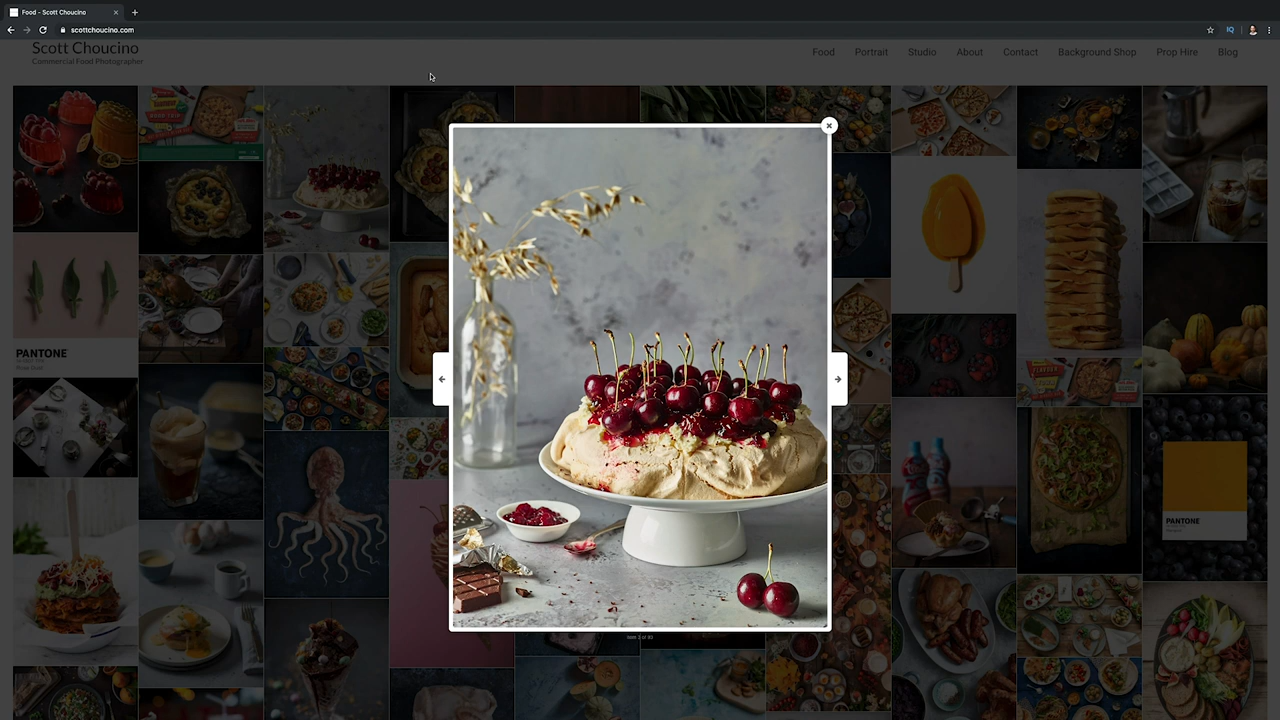 Food - Scott Choucino
scottchoucino.com
Scott Choucino
Commercial Food Photographer
Food Portrait Studio About Contact Background Shop Prop Hire Blog
PANTONE
PANTONE